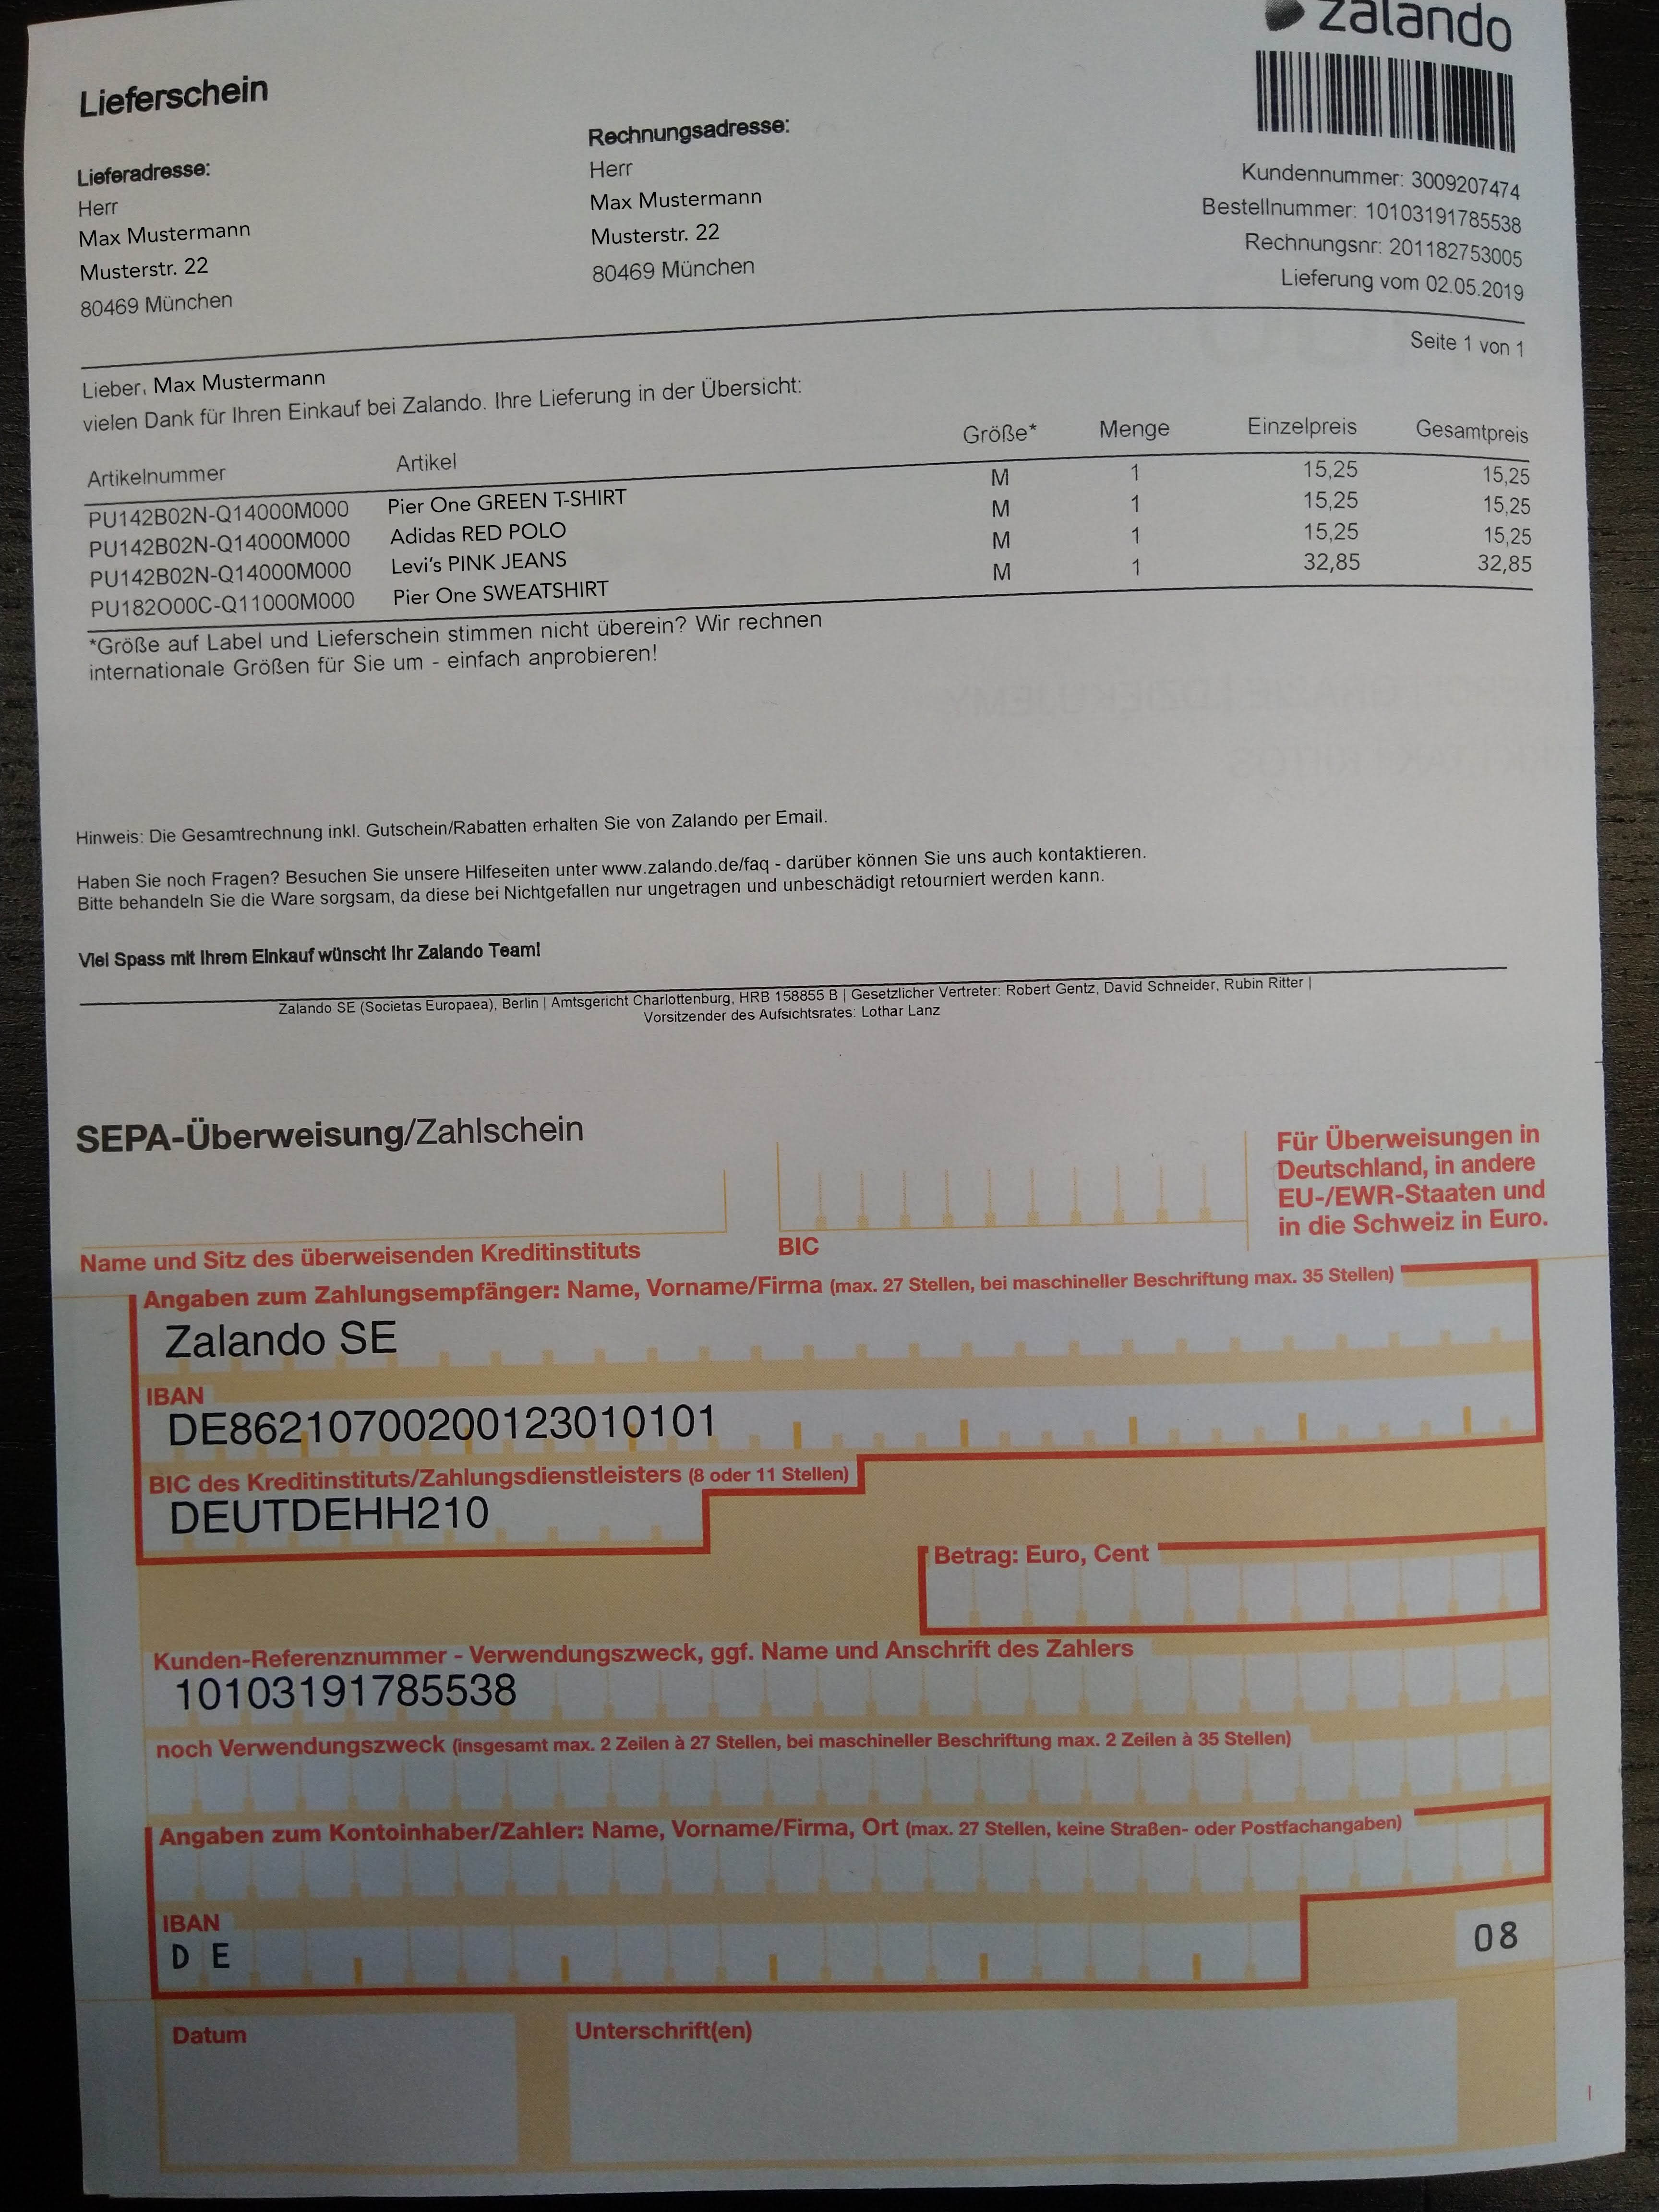 zalando
Lieferschein
Lieferadresse:
Herr
Max Mustermann
Musterstr. 22
80469 München
Rechnungsadresse:
Herr
Max Mustermann
Musterstr. 22
80469 München
Kundennummer: 3009207474
Bestellnummer: 10103191785538
Rechnungsnr: 201182753005
Lieferung vom 02.05.2019
Seite 1 von 1
Lieber, Max Mustermann
vielen Dank für Ihren Einkauf bei Zalando. Ihre Lieferung in der Übersicht:
Artikelnummer Artikel Größe* Menge Einzelpreis Gesamtpreis
PU142B02N-Q14000M000 Pier One GREEN T-SHIRT M 1 15,25 15,25
PU142B02N-Q14000M000 Adidas RED POLO M 1 15,25 15,25
PU142B02N-Q14000M000 Levi's PINK JEANS M 1 15,25 15,25
PU182O00C-Q11000M000 Pier One SWEATSHIRT M 1 32,85 32,85
*Größe auf Label und Lieferschein stimmen nicht überein? Wir rechnen
internationale Größen für Sie um - einfach anprobieren!
Hinweis: Die Gesamtrechnung inkl. Gutschein/Rabatten erhalten Sie von Zalando per Email.
Haben Sie noch Fragen? Besuchen Sie unsere Hilfeseiten unter www.zalando.de/faq - darüber können Sie uns auch kontaktieren.
Bitte behandeln Sie die Ware sorgsam, da diese bei Nichtgefallen nur ungetragen und unbeschädigt retourniert werden kann.
Viel Spass mit Ihrem Einkauf wünscht Ihr Zalando Team!
Zalando SE (Societas Europaea), Berlin | Amtsgericht Charlottenburg, HRB 158855 B | Gesetzlicher Vertreter: Robert Gentz, David Schneider, Rubin Ritter |
Vorsitzender des Aufsichtsrates: Lothar Lanz
SEPA-Überweisung/Zahlschein
Für Überweisungen in
Deutschland, in andere
EU-/EWR-Staaten und
in die Schweiz in Euro.
Name und Sitz des überweisenden Kreditinstituts BIC
Angaben zum Zahlungsempfänger: Name, Vorname/Firma (max. 27 Stellen, bei maschineller Beschriftung max. 35 Stellen)
Zalando SE
IBAN
DE86210700200123010101
BIC des Kreditinstituts/Zahlungsdienstleisters (8 oder 11 Stellen)
DEUTDEHH210
Betrag: Euro, Cent
Kunden-Referenznummer - Verwendungszweck, ggf. Name und Anschrift des Zahlers
10103191785538
noch Verwendungszweck (insgesamt max. 2 Zeilen à 27 Stellen, bei maschineller Beschriftung max. 2 Zeilen à 35 Stellen)
Angaben zum Kontoinhaber/Zahler: Name, Vorname/Firma, Ort (max. 27 Stellen, keine Straßen- oder Postfachangaben)
IBAN
D E
08
Datum Unterschrift(en)